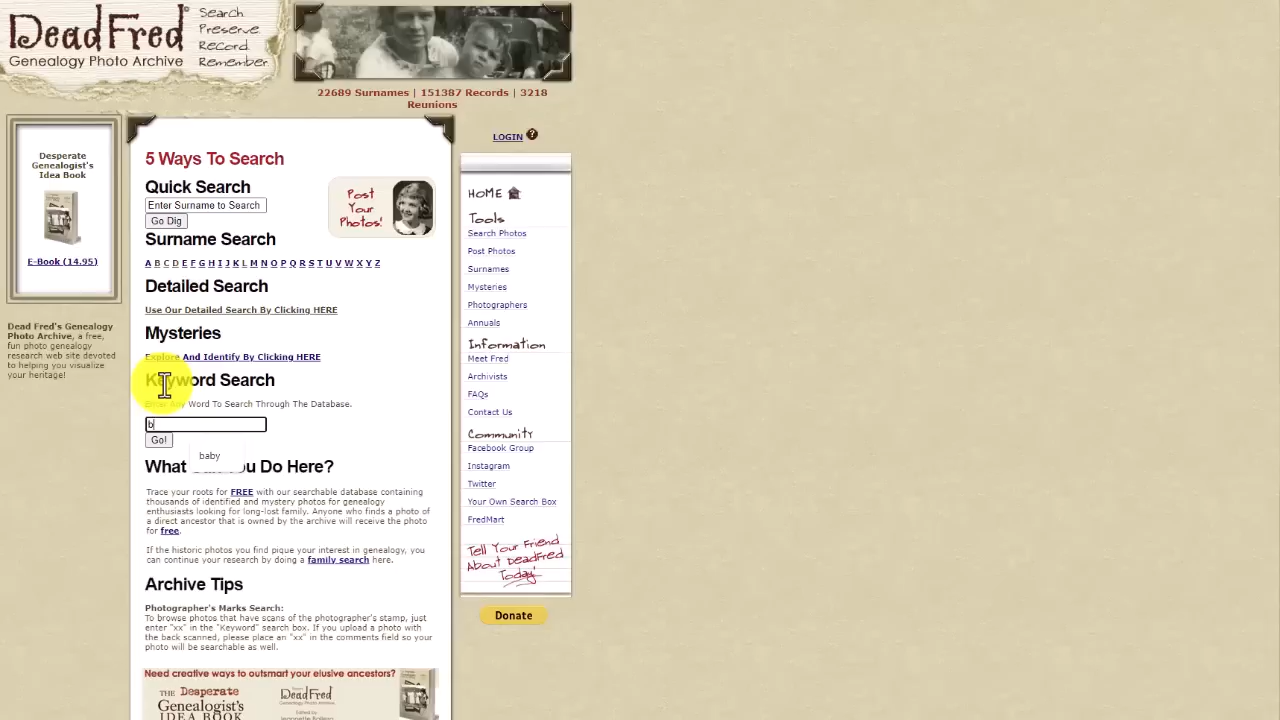 DeadFred
Genealogy Photo Archive
Search
Preserve
Record
Remember
22689 Surnames | 151387 Records | 3218
Reunions
LOGIN ?
Desperate
Genealogist's
Idea Book
E-Book (14.95)
Dead Fred's Genealogy
Photo Archive, a free,
fun photo genealogy
research web site devoted
to helping you visualize
your heritage!
5 Ways To Search
Quick Search
Enter Surname to Search
Go Dig
Post
Your
Photos!
Surname Search
A B C D E F G H I J K L M N O P Q R S T U V W X Y Z
Detailed Search
Use Our Detailed Search By Clicking HERE
Mysteries
Explore And Identify By Clicking HERE
Keyword Search
Enter Any Word To Search Through The Database.
b
Go!
baby
What You Do Here?
Trace your roots for FREE with our searchable database containing
thousands of identified and mystery photos for genealogy
enthusiasts looking for long-lost family. Anyone who finds a photo of
a direct ancestor that is owned by the archive will receive the photo
for free.
If the historic photos you find pique your interest in genealogy, you
can continue your research by doing a family search here.
Archive Tips
Photographer's Marks Search:
To browse photos that have scans of the photographer's stamp, just
enter "xx" in the "Keyword" search box. If you upload a photo with
the back scanned, please place an "xx" in the comments field so your
photo will be searchable as well.
Need creative ways to outsmart your elusive ancestors?
THE Desperate
Genealogist's
IDEA BOOK
DeadFred
HOME
Tools
Search Photos
Post Photos
Surnames
Mysteries
Photographers
Annuals
Information
Meet Fred
Archivists
FAQs
Contact Us
Community
Facebook Group
Instagram
Twitter
Your Own Search Box
FredMart
Tell Your Friend
About DeadFred
Today!
Donate